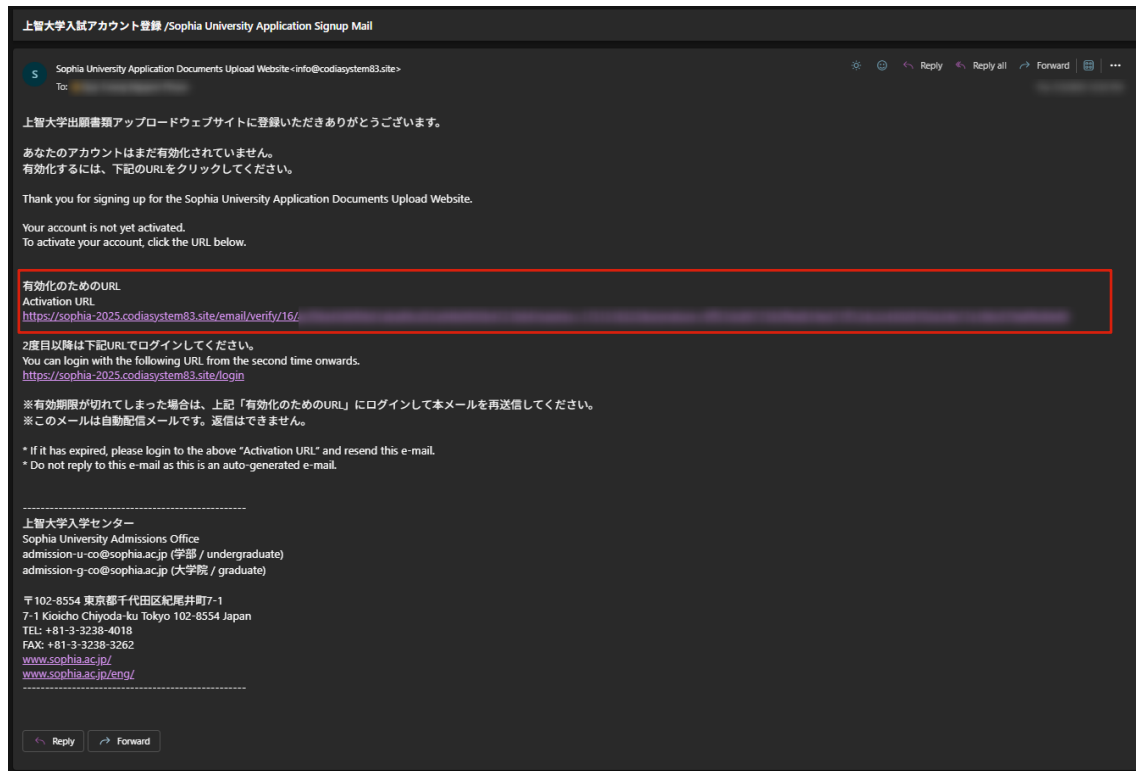 上智大学入試アカウント登録 /Sophia University Application Signup Mail
S
Sophia University Application Documents Upload Website<info@codiasystem83.site>
Reply
Reply all
Forward
To:
上智大学出願書類アップロードウェブサイトに登録いただきありがとうございます。
あなたのアカウントはまだ有効化されていません。
有効化するには、下記のURLをクリックしてください。
Thank you for signing up for the Sophia University Application Documents Upload Website.
Your account is not yet activated.
To activate your account, click the URL below.
有効化のためのURL
Activation URL
https://sophia-2025.codiasystem83.site/email/verify/16/
2度目以降は下記URLでログインしてください。
You can login with the following URL from the second time onwards.
https://sophia-2025.codiasystem83.site/login
※有効期限が切れてしまった場合は、上記「有効化のためのURL」にログインして本メールを再送信してください。
※このメールは自動配信メールです。返信はできません。
* If it has expired, please login to the above "Activation URL" and resend this e-mail.
* Do not reply to this e-mail as this is an auto-generated e-mail.
--------------------------------------------------
上智大学入学センター
Sophia University Admissions Office
admission-u-co@sophia.ac.jp (学部 / undergraduate)
admission-g-co@sophia.ac.jp (大学院 / graduate)
〒102-8554 東京都千代田区紀尾井町7-1
7-1 Kioicho Chiyoda-ku Tokyo 102-8554 Japan
TEL: +81-3-3238-4018
FAX: +81-3-3238-3262
www.sophia.ac.jp/
www.sophia.ac.jp/eng/
--------------------------------------------------
Reply
Forward